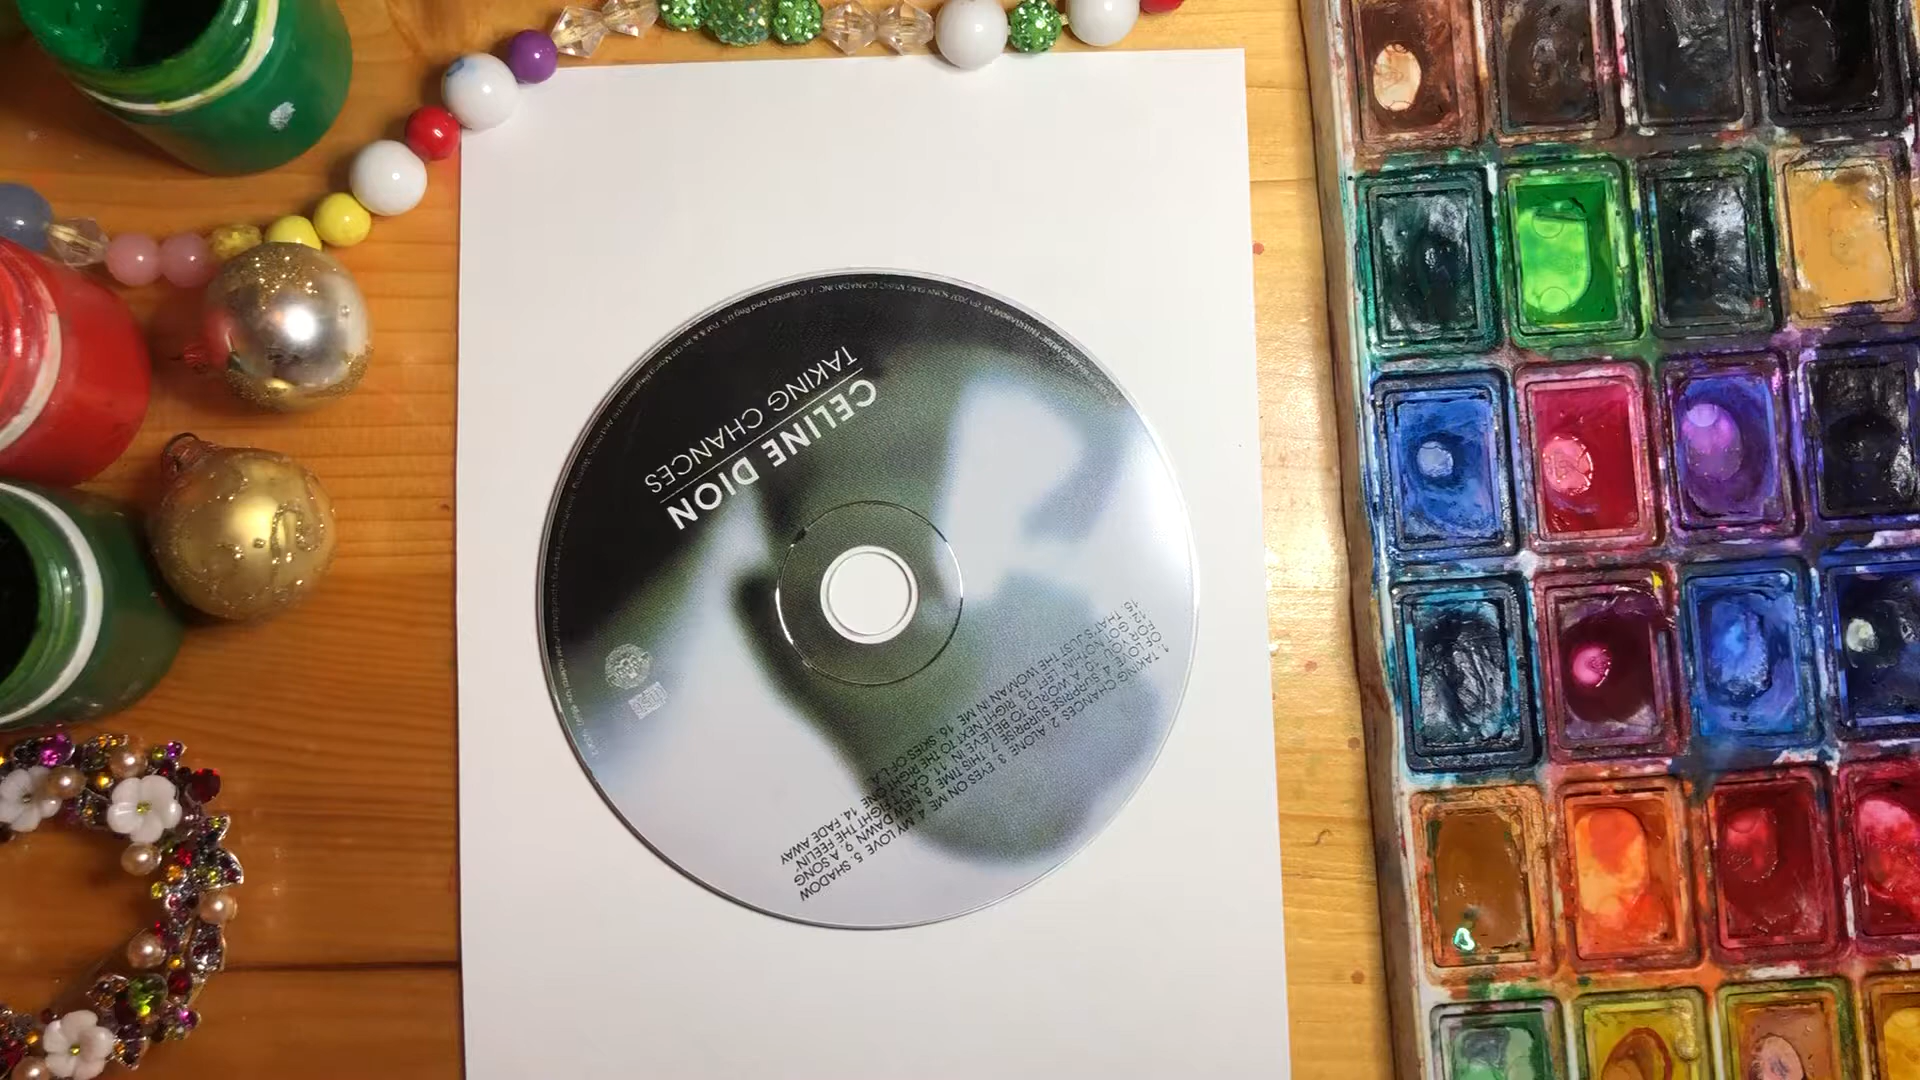 1. TAKING CHANCES 2. ALONE 3. EYES ON ME 4. MY LOVE 5. SHADOW
OF LOVE 6. SURPRISE SURPRISE 7. THIS TIME 8. NEW DAWN 9. A SONG
FOR YOU 10. A WORLD TO BELIEVE IN 11. CAN'T FIGHT THE FEELIN'
12. GOT NOTHIN' LEFT 13. RIGHT NEXT TO THE RIGHT ONE 14. FADE AWAY
15. THAT'S JUST THE WOMAN IN ME 16. SKIES OF L.A.
CELINE DION
TAKING CHANCES